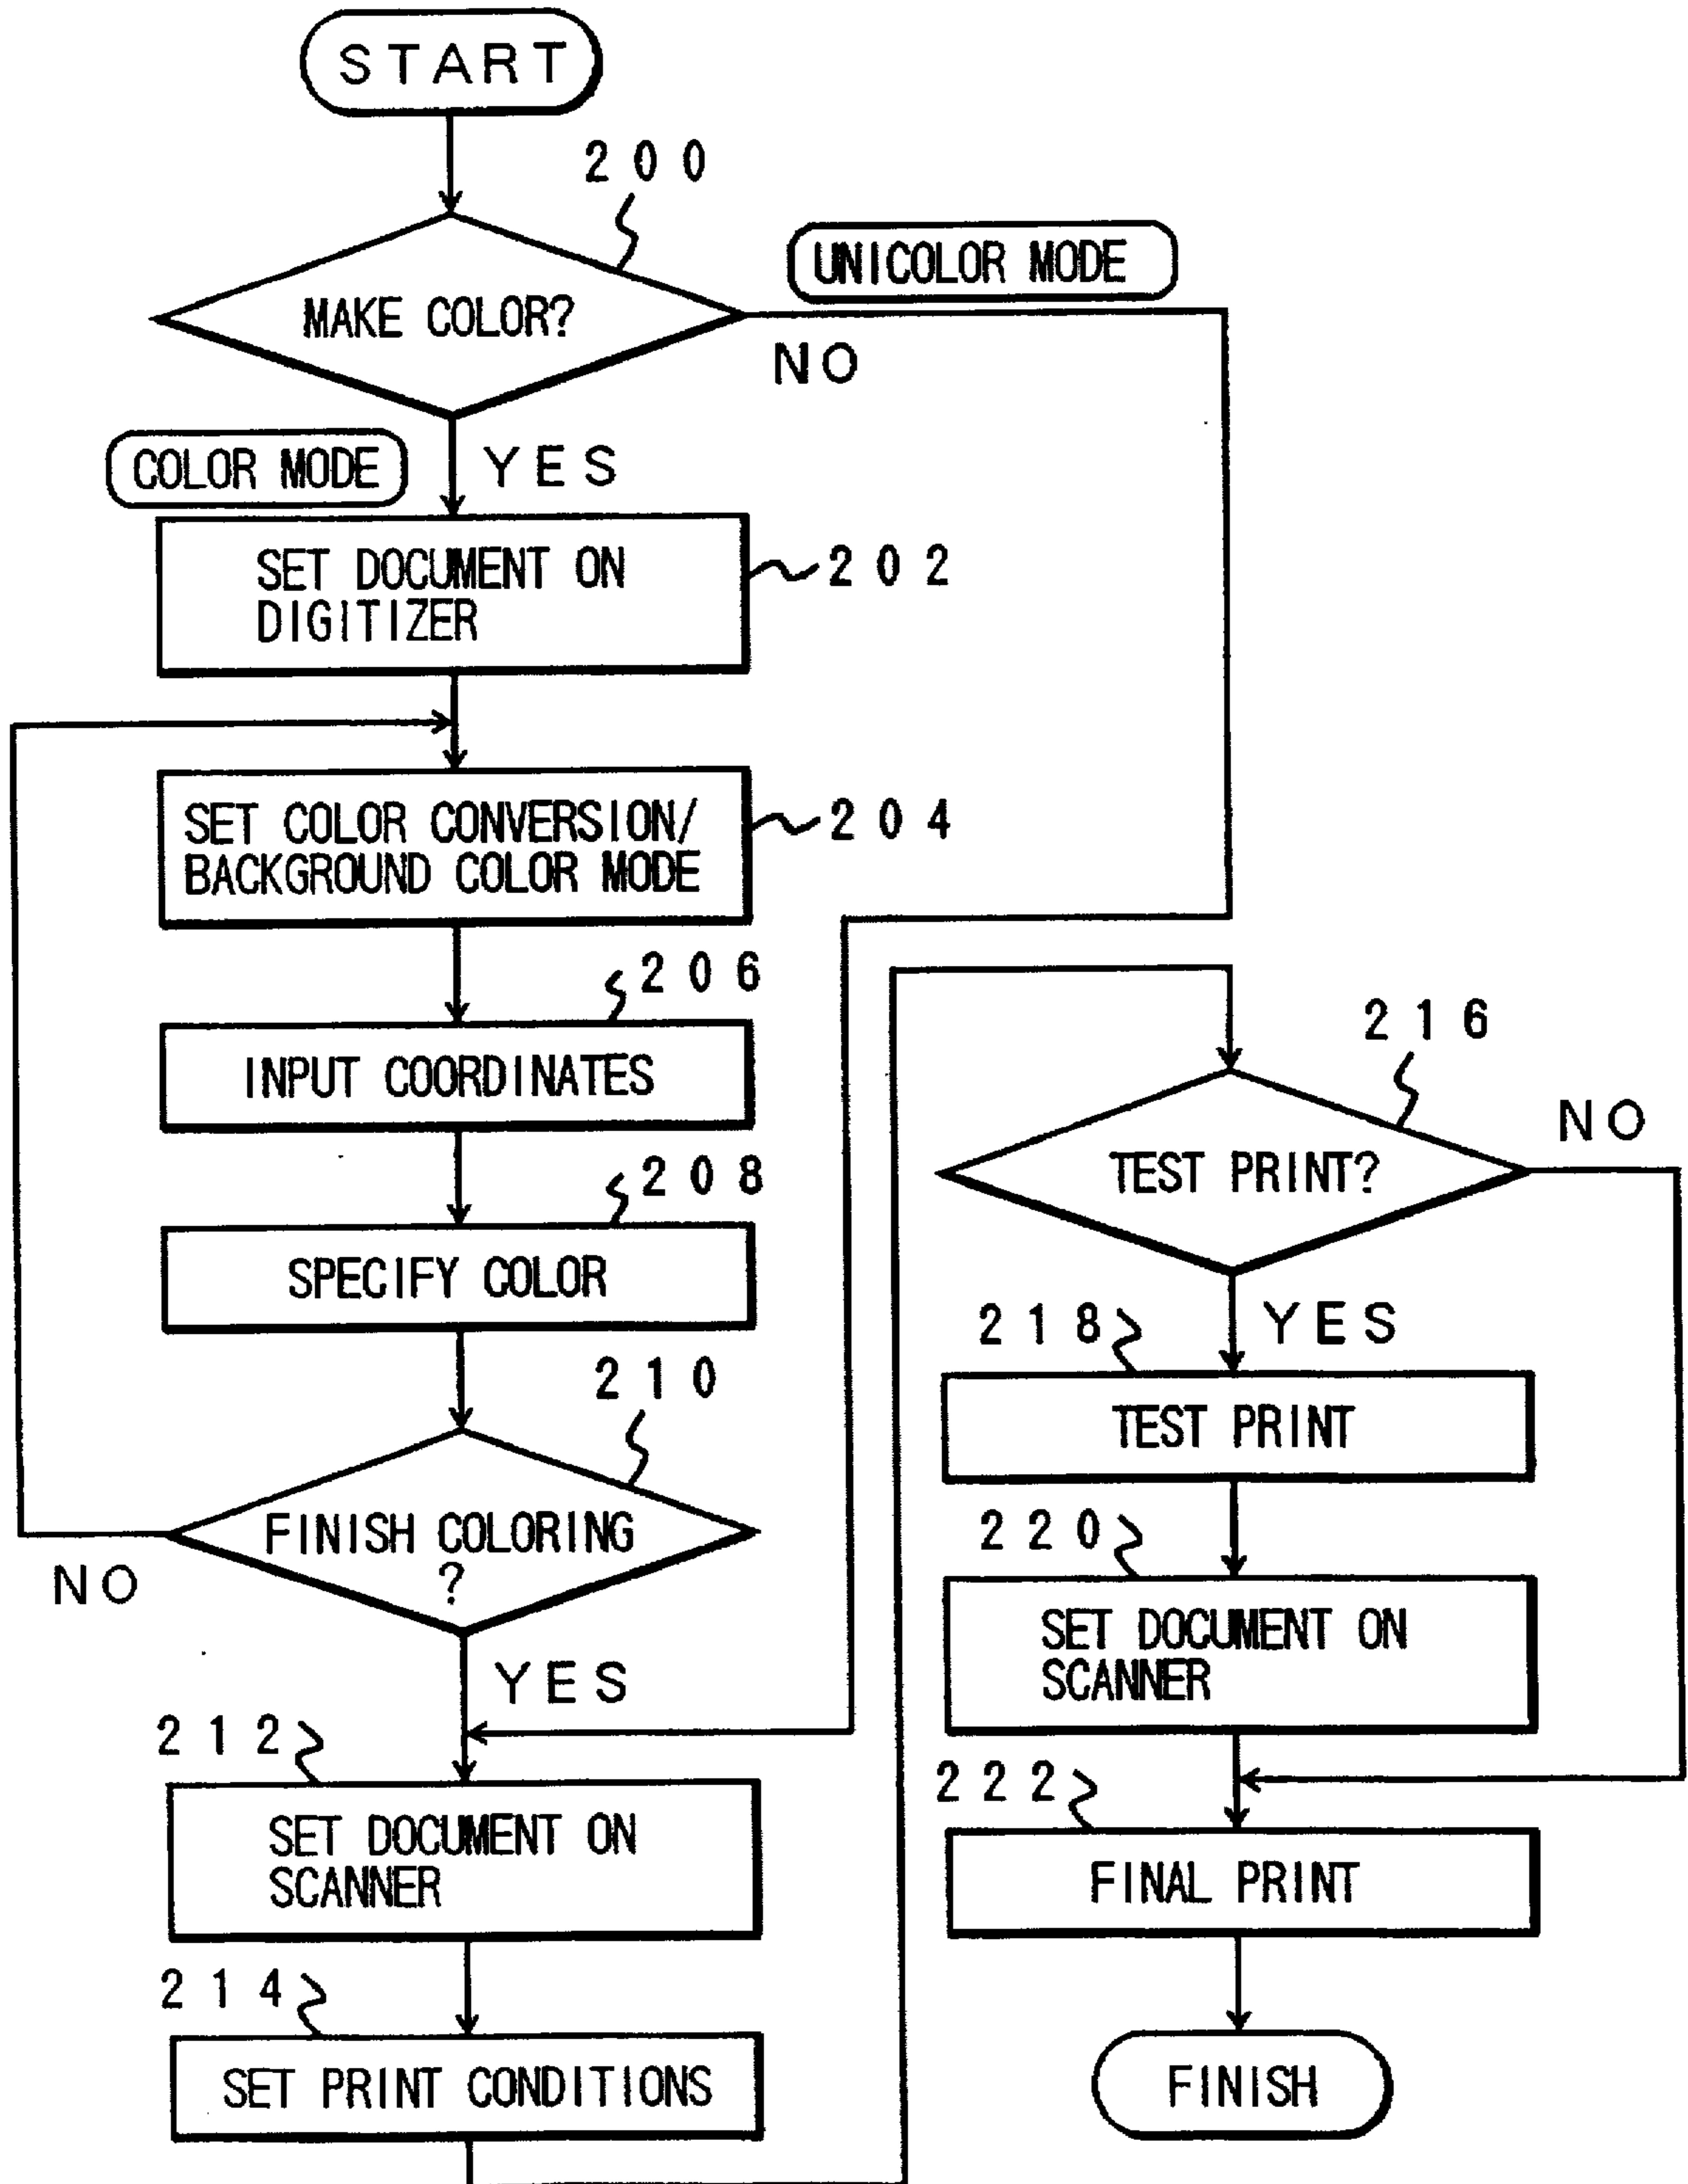 START
200
MAKE COLOR?
UNICOLOR MODE
NO
COLOR MODE
YES
SET DOCUMENT ON
DIGITIZER
202
SET COLOR CONVERSION/
BACKGROUND COLOR MODE
204
206
INPUT COORDINATES
208
SPECIFY COLOR
210
FINISH COLORING
?
NO
YES
212
SET DOCUMENT ON
SCANNER
214
SET PRINT CONDITIONS
216
TEST PRINT?
NO
YES
218
TEST PRINT
220
SET DOCUMENT ON
SCANNER
222
FINAL PRINT
FINISH